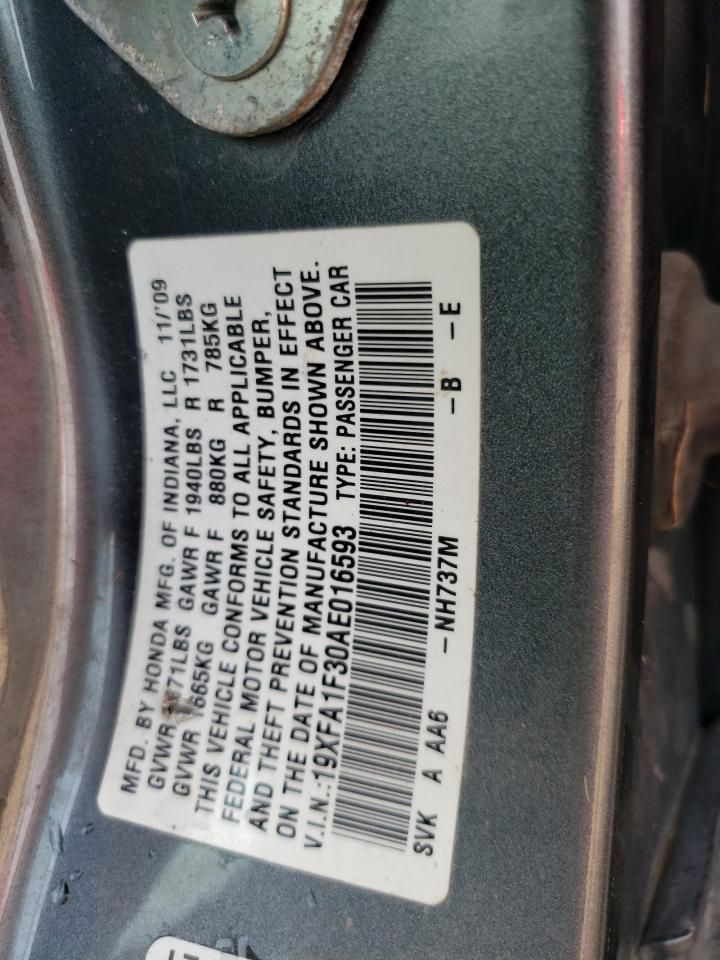 MFD. BY HONDA MFG. OF INDIANA, LLC 11/'09
GVWR 71LBS GAWR F 1940LBS R 1731LBS
GVWR 665KG GAWR F 880KG R 785KG
THIS VEHICLE CONFORMS TO ALL APPLICABLE
FEDERAL MOTOR VEHICLE SAFETY, BUMPER,
AND THEFT PREVENTION STANDARDS IN EFFECT
ON THE DATE OF MANUFACTURE SHOWN ABOVE.
V.I.N.:19XFA1F30AE016593 TYPE: PASSENGER CAR
SVK A AA6 -NH737M -B -E